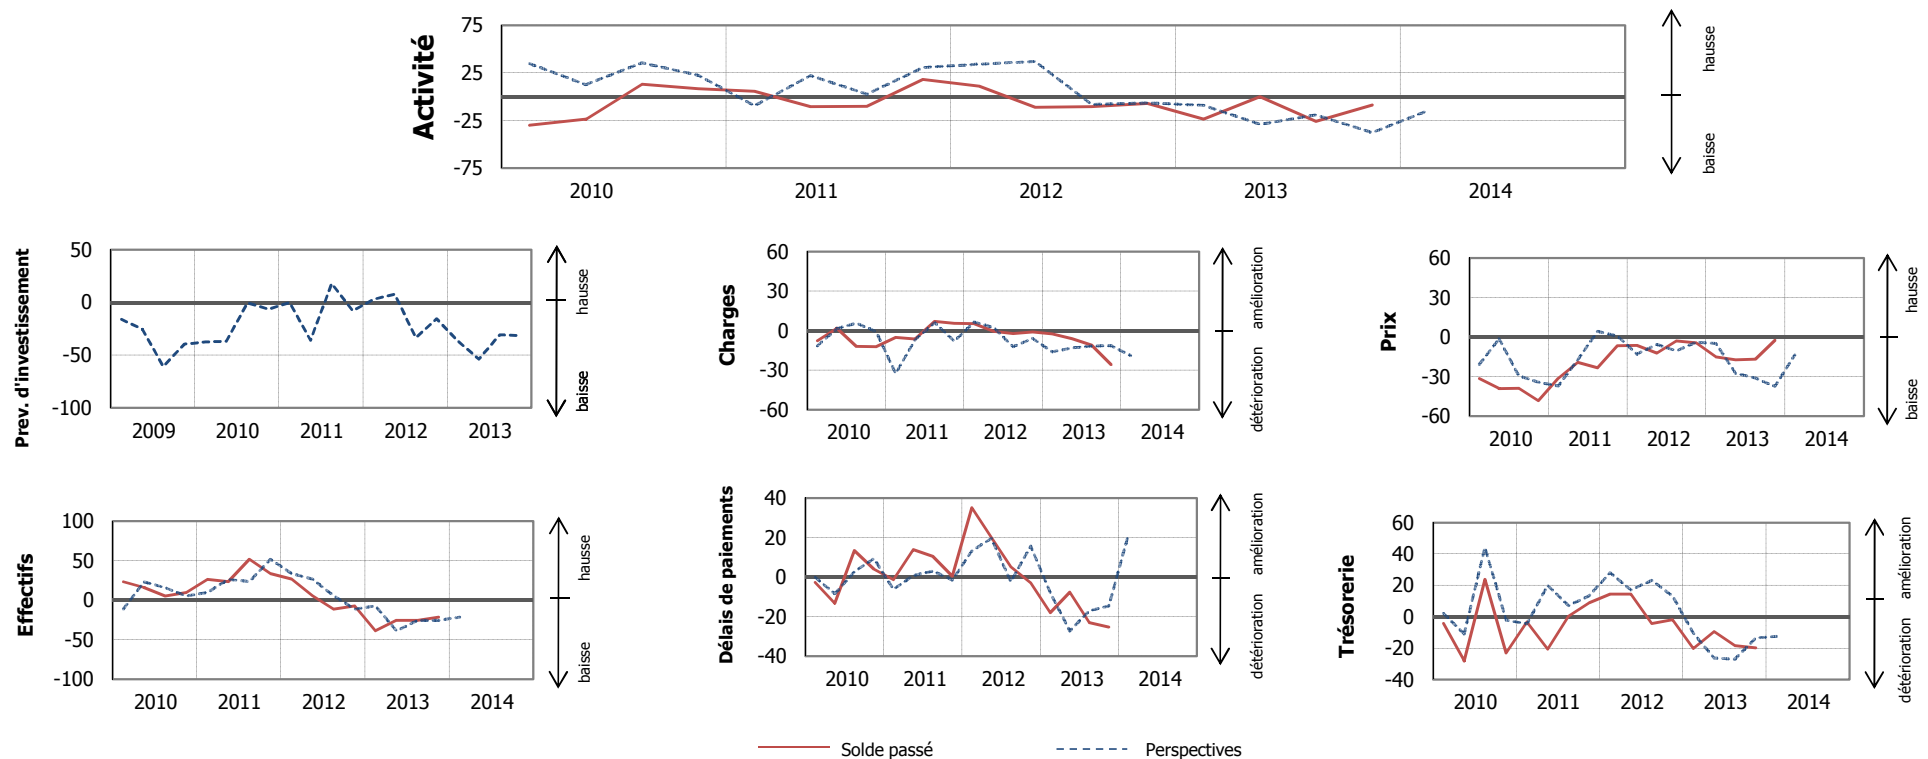 Activité
75
25
-25
-75
2010 2011 2012 2013 2014
hausse
baisse
Prev. d'investissement
50
0
-50
-100
2009 2010 2011 2012 2013
hausse
baisse
Charges
60
30
0
-30
-60
2010 2011 2012 2013 2014
amélioration
détérioration
Prix
60
30
0
-30
-60
2010 2011 2012 2013 2014
hausse
baisse
Effectifs
100
50
0
-50
-100
2010 2011 2012 2013 2014
hausse
baisse
Délais de paiements
40
20
0
-20
-40
2010 2011 2012 2013 2014
amélioration
détérioration
Trésorerie
60
40
20
0
-20
-40
2010 2011 2012 2013 2014
amélioration
détérioration
Solde passé Perspectives